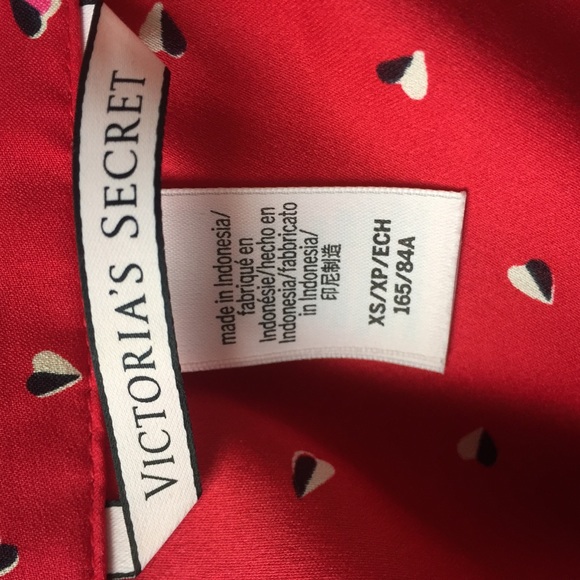 VICTORIA'S SECRET
made in Indonesia/
fabriqué en
Indonésie/hecho en
Indonesia/fabbricato
in Indonesia/
印尼制造
XS/XP/ECH
165/84A